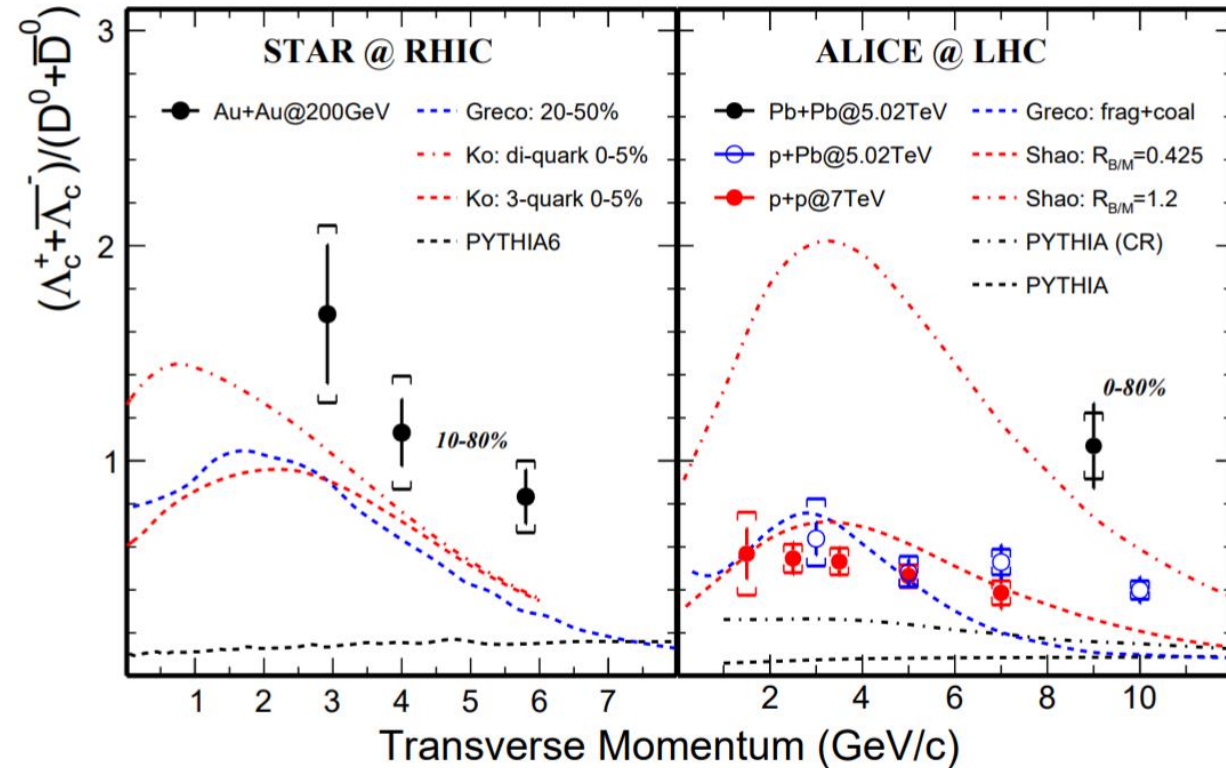 (Λc⁺+Λ̅c⁻)/(D⁰+D̅⁰)
3
2
1
STAR @ RHIC
Au+Au@200GeV
Greco: 20-50%
Ko: di-quark 0-5%
Ko: 3-quark 0-5%
PYTHIA6
10-80%
1 2 3 4 5 6 7
ALICE @ LHC
Pb+Pb@5.02TeV
p+Pb@5.02TeV
p+p@7TeV
Greco: frag+coal
Shao: R_B/M=0.425
Shao: R_B/M=1.2
PYTHIA (CR)
PYTHIA
0-80%
2 4 6 8 10
Transverse Momentum (GeV/c)